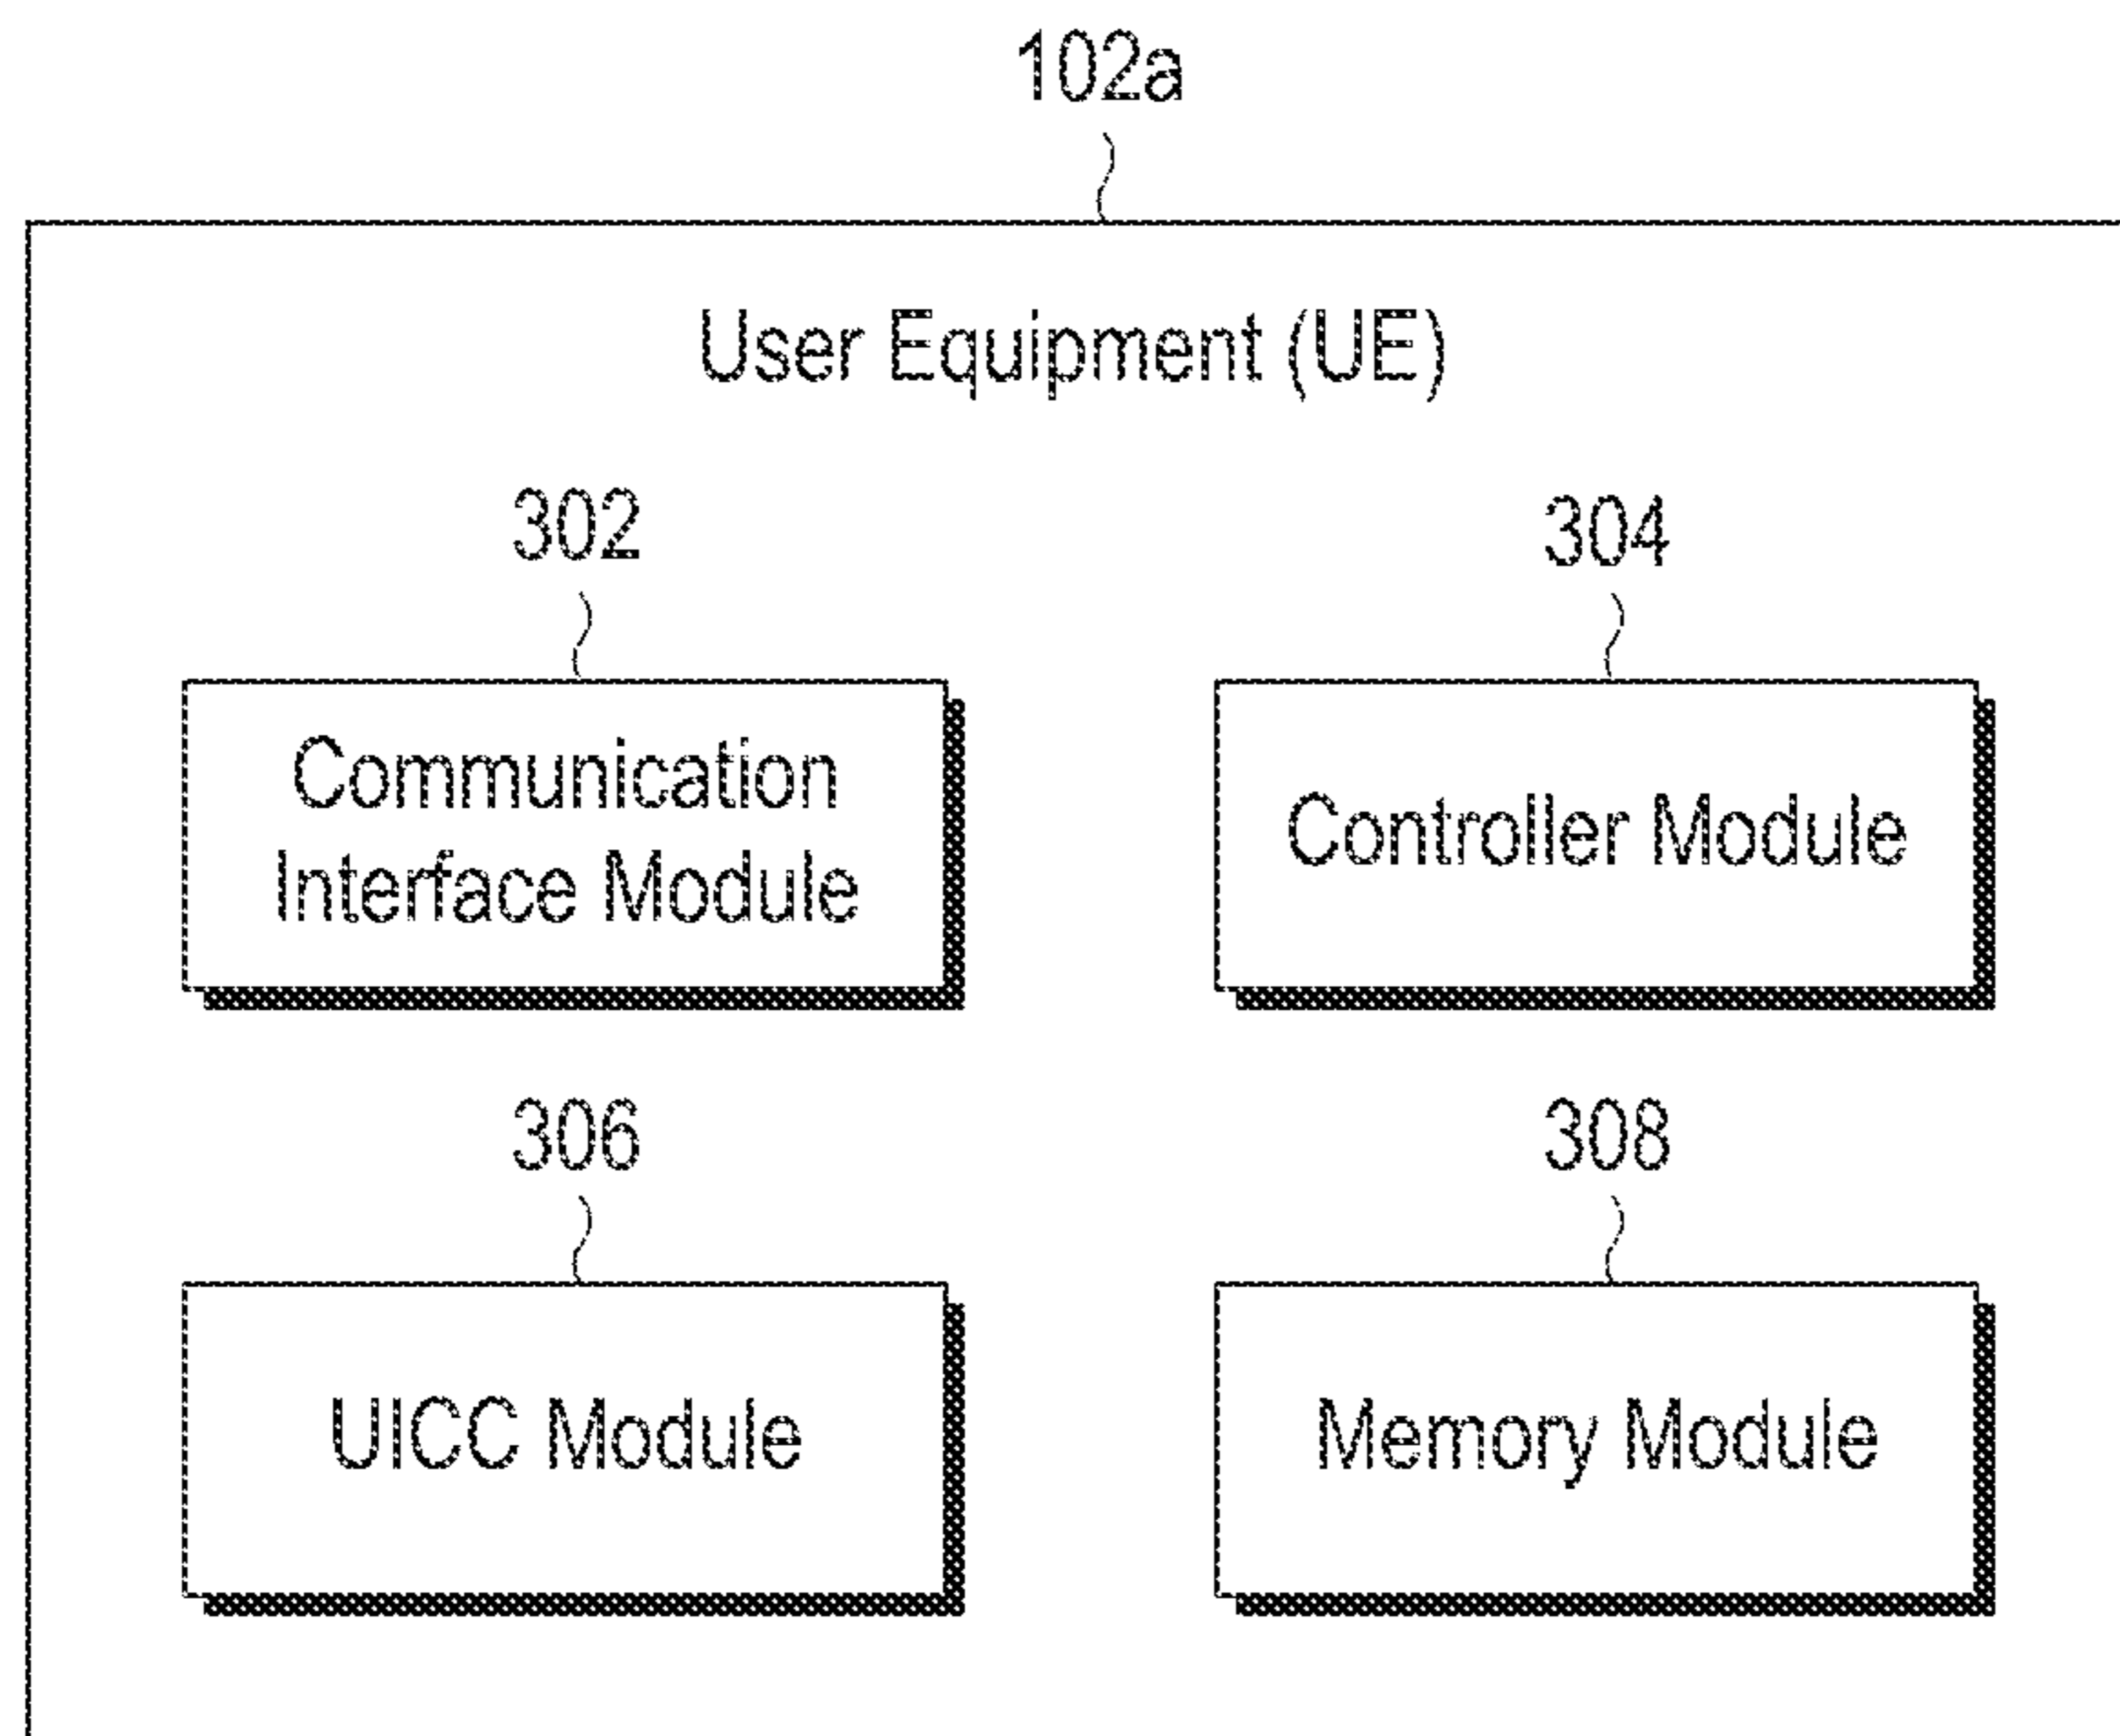 102a
User Equipment (UE)
302
304
Communication
Interface Module
Controller Module
306
308
UICC Module
Memory Module